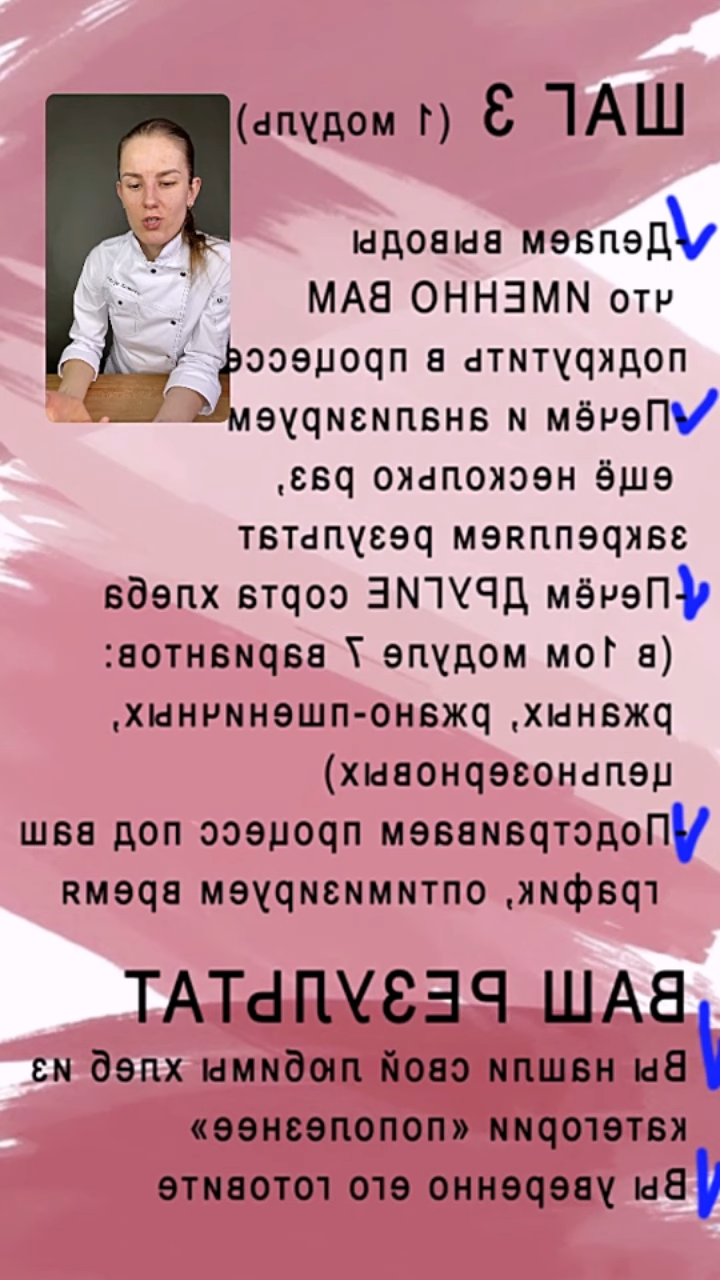 ШАГ 3 (1 модуль)
-Делаем выводы
что ИМЕННО ВАМ
подкрутить в процессе
-Печём и анализируем
ещё несколько раз,
закрепляем результат
-Печём ДРУГИЕ сорта хлеба
(в 1ом модуле 7 вариантов:
ржаных, ржано-пшеничных,
цельнозерновых)
-Подстраиваем процесс под ваш
график, оптимизируем время
ВАШ РЕЗУЛЬТАТ
Вы нашли свой любимы хлеб из
категории «пополезнее»
Вы уверенно его готовите